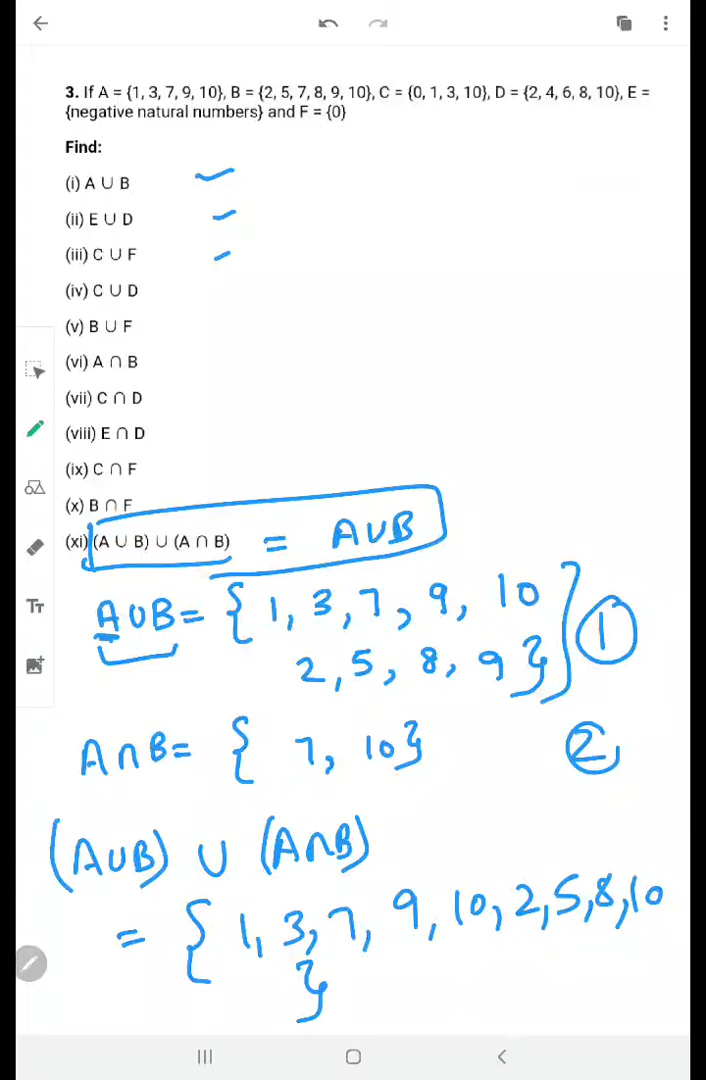 3. If A = {1, 3, 7, 9, 10}, B = {2, 5, 7, 8, 9, 10}, C = {0, 1, 3, 10}, D = {2, 4, 6, 8, 10}, E =
{negative natural numbers} and F = {0}
Find:
(i) A ∪ B
(ii) E ∪ D
(iii) C ∪ F
(iv) C ∪ D
(v) B ∪ F
(vi) A ∩ B
(vii) C ∩ D
(viii) E ∩ D
(ix) C ∩ F
(x) B ∩ F
(xi) (A ∪ B) ∪ (A ∩ B) = A∪B
A∪B = { 1, 3, 7, 9, 10
2, 5, 8, 9 } 1
A∩B = { 7, 10 } 2
(A∪B) ∪ (A∩B)
= { 1, 3, 7, 9, 10, 2, 5, 8, 10
}
Tт